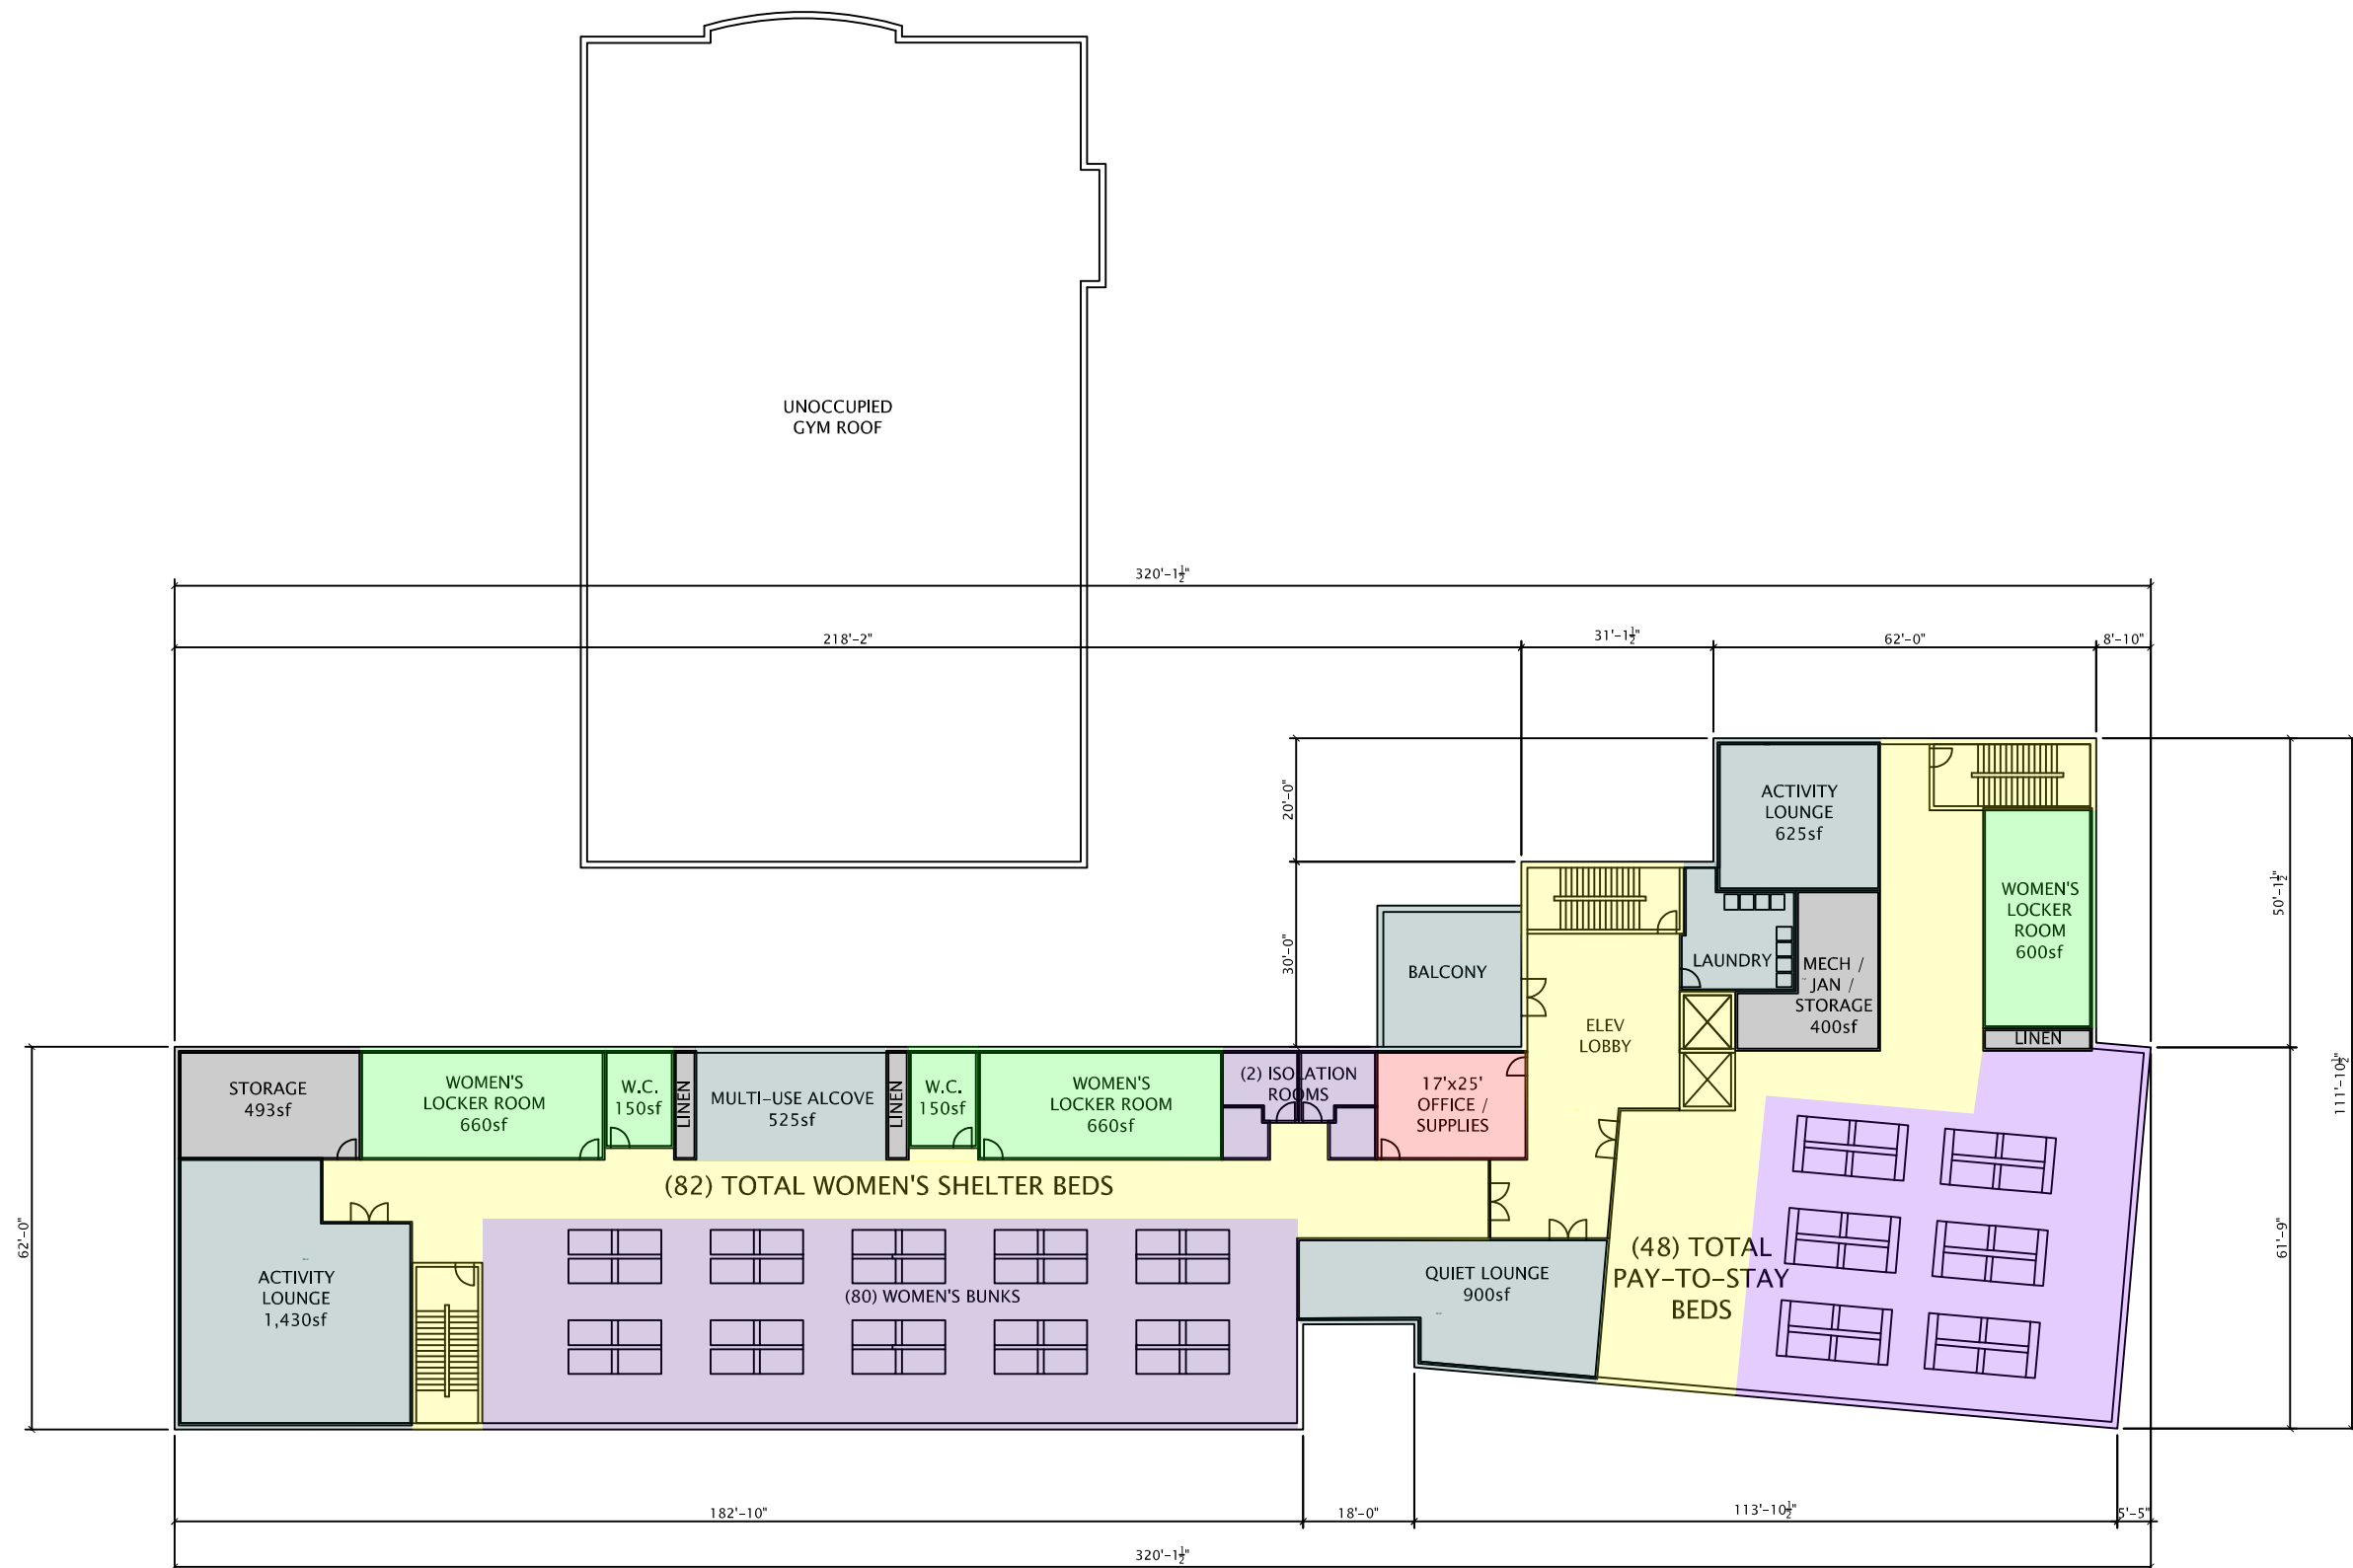 UNOCCUPIED
GYM ROOF
320'-1½"
218'-2"
31'-1½"
62'-0"
8'-10"
20'-0"
30'-0"
50'-1½"
111'-10½"
61'-9"
62'-0"
ACTIVITY
LOUNGE
625sf
WOMEN'S
LOCKER
ROOM
600sf
LINEN
BALCONY
LAUNDRY
MECH /
JAN /
STORAGE
400sf
ELEV
LOBBY
STORAGE
493sf
WOMEN'S
LOCKER ROOM
660sf
W.C.
150sf
LINEN
MULTI-USE ALCOVE
525sf
LINEN
W.C.
150sf
WOMEN'S
LOCKER ROOM
660sf
(2) ISOLATION
ROOMS
17'x25'
OFFICE /
SUPPLIES
(82) TOTAL WOMEN'S SHELTER BEDS
ACTIVITY
LOUNGE
1,430sf
(80) WOMEN'S BUNKS
QUIET LOUNGE
900sf
(48) TOTAL
PAY-TO-STAY
BEDS
182'-10"
18'-0"
113'-10½"
5'-5"
320'-1½"